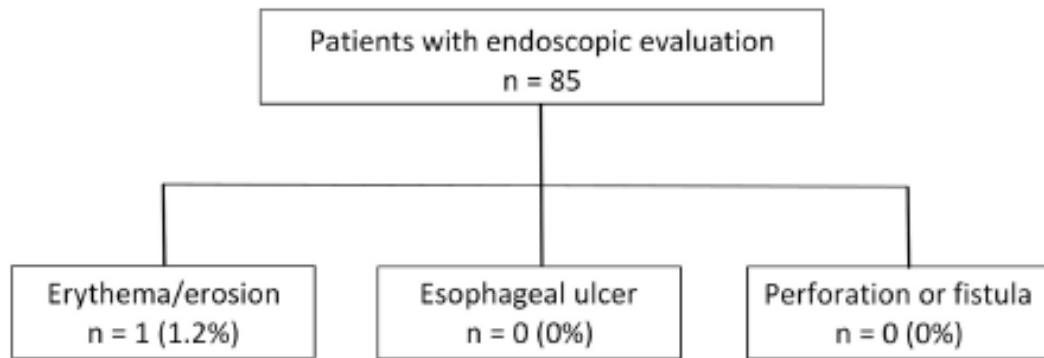 Patients with endoscopic evaluation
n = 85
Erythema/erosion
n = 1 (1.2%)
Esophageal ulcer
n = 0 (0%)
Perforation or fistula
n = 0 (0%)